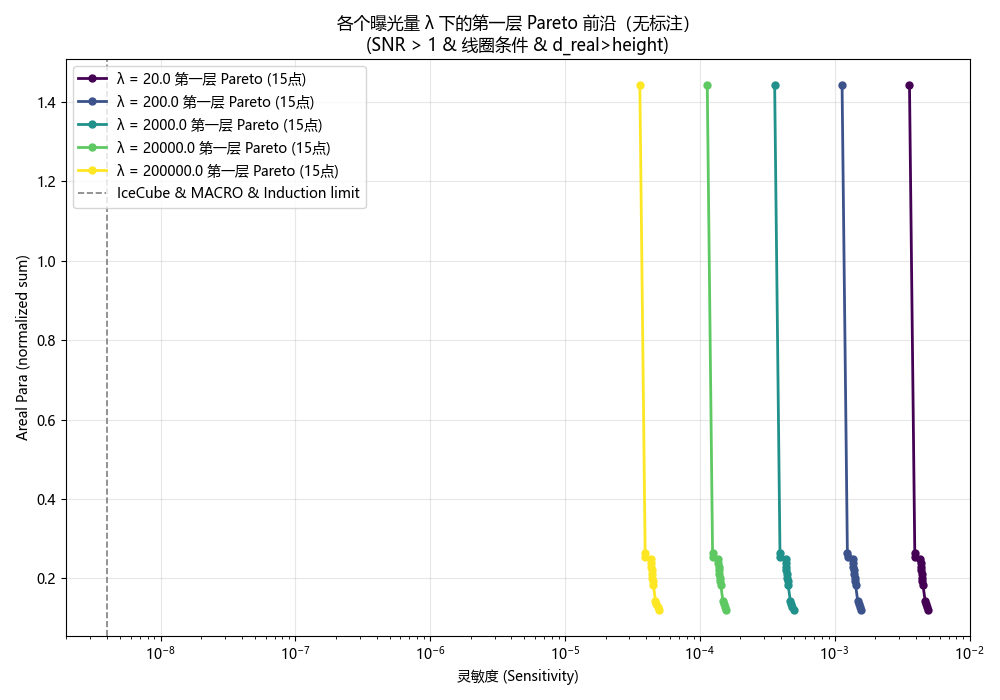 各个曝光量 λ 下的第一层 Pareto 前沿（无标注）
(SNR > 1 & 线圈条件 & d_real>height)
λ = 20.0 第一层 Pareto (15点)
λ = 200.0 第一层 Pareto (15点)
λ = 2000.0 第一层 Pareto (15点)
λ = 20000.0 第一层 Pareto (15点)
λ = 200000.0 第一层 Pareto (15点)
IceCube & MACRO & Induction limit
Areal Para (normalized sum)
1.4
1.2
1.0
0.8
0.6
0.4
0.2
10⁻⁸
10⁻⁷
10⁻⁶
10⁻⁵
10⁻⁴
10⁻³
10⁻²
灵敏度 (Sensitivity)